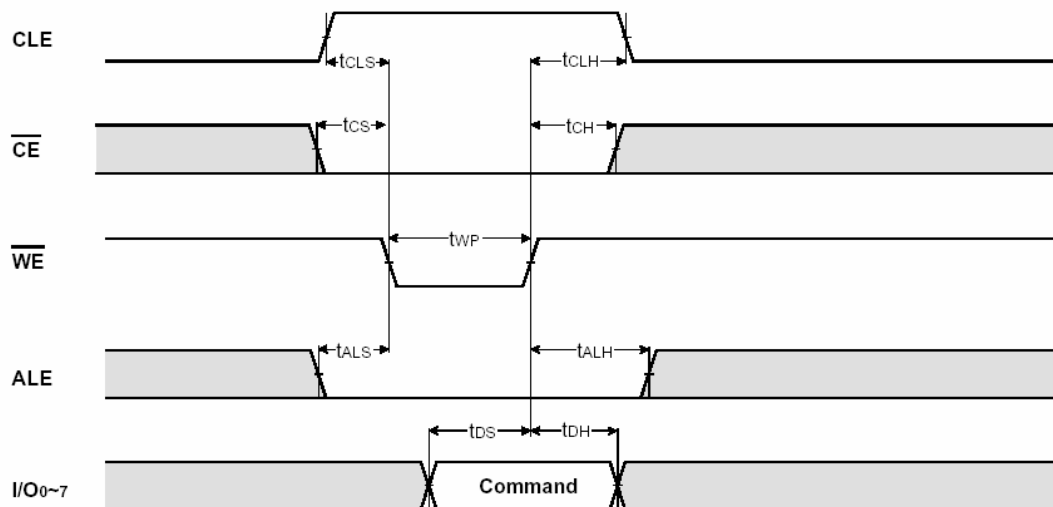 CLE
tCLS
tCLH
CE
tCS
tCH
WE
tWP
ALE
tALS
tALH
tDS
tDH
I/O0~7
Command